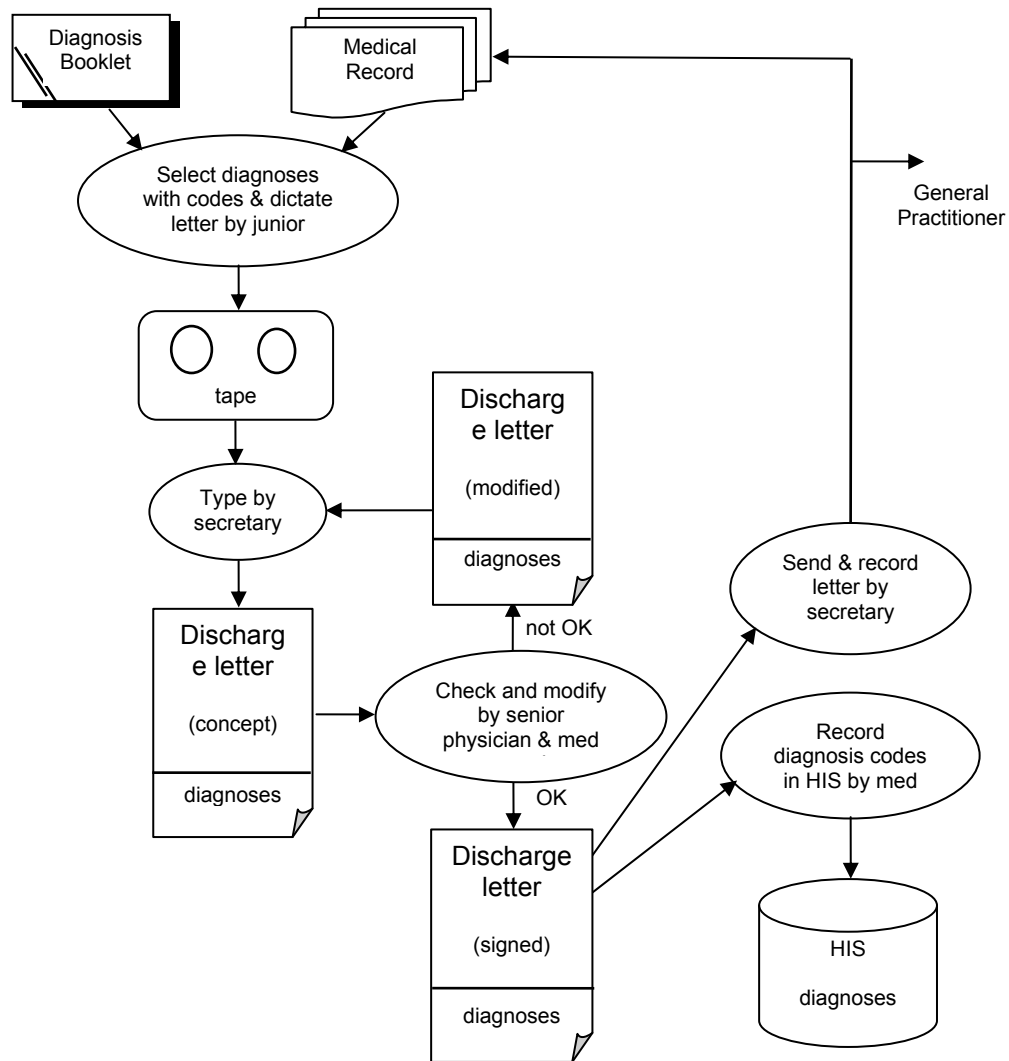 Diagnosis
Booklet
Medical
Record
Select diagnoses
with codes & dictate
letter by junior
General
Practitioner
tape
Discharg
e letter
(modified)
diagnoses
Type by
secretary
Send & record
letter by
secretary
not OK
Discharg
e letter
(concept)
diagnoses
Check and modify
by senior
physician & med
Record
diagnosis codes
in HIS by med
OK
Discharge
letter
(signed)
diagnoses
HIS
diagnoses